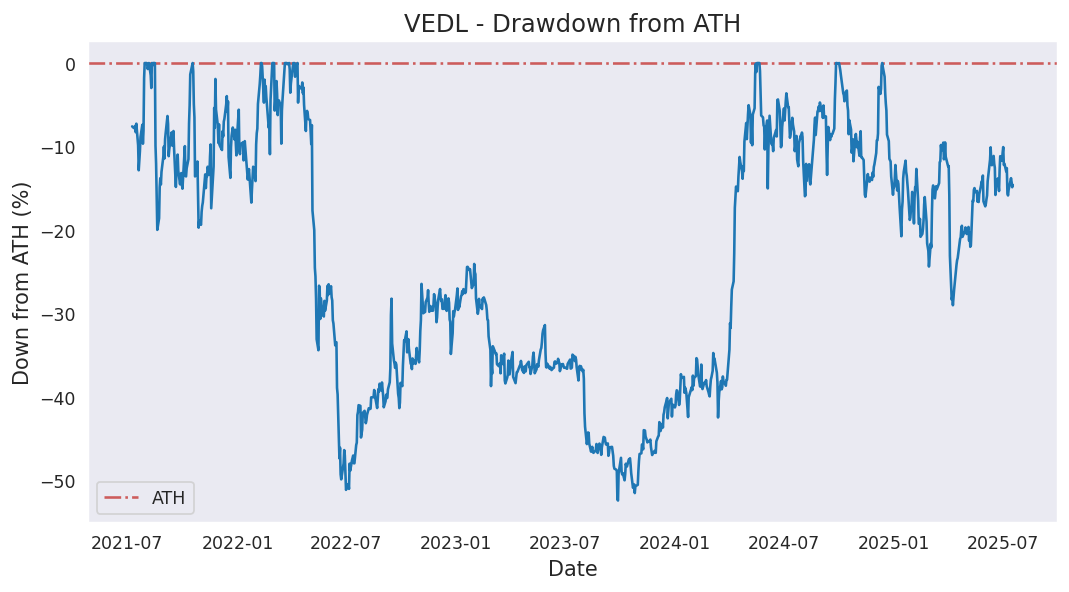 VEDL - Drawdown from ATH
Down from ATH (%)
0
−10
−20
−30
−40
−50
ATH
2021-07 2022-01 2022-07 2023-01 2023-07 2024-01 2024-07 2025-01 2025-07
Date